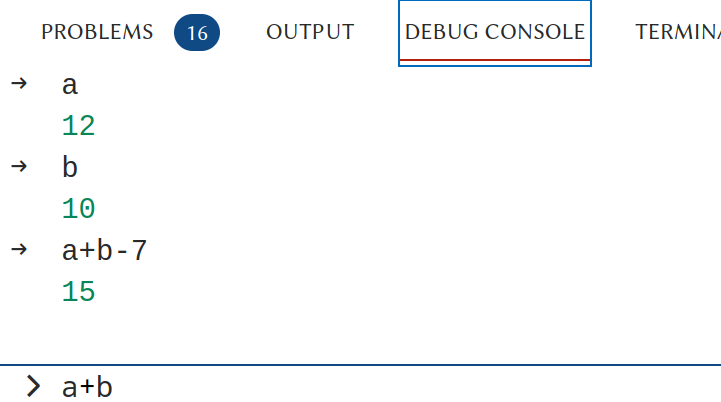 PROBLEMS 16 OUTPUT DEBUG CONSOLE
→ a
12
→ b
10
→ a+b-7
15
> a+b